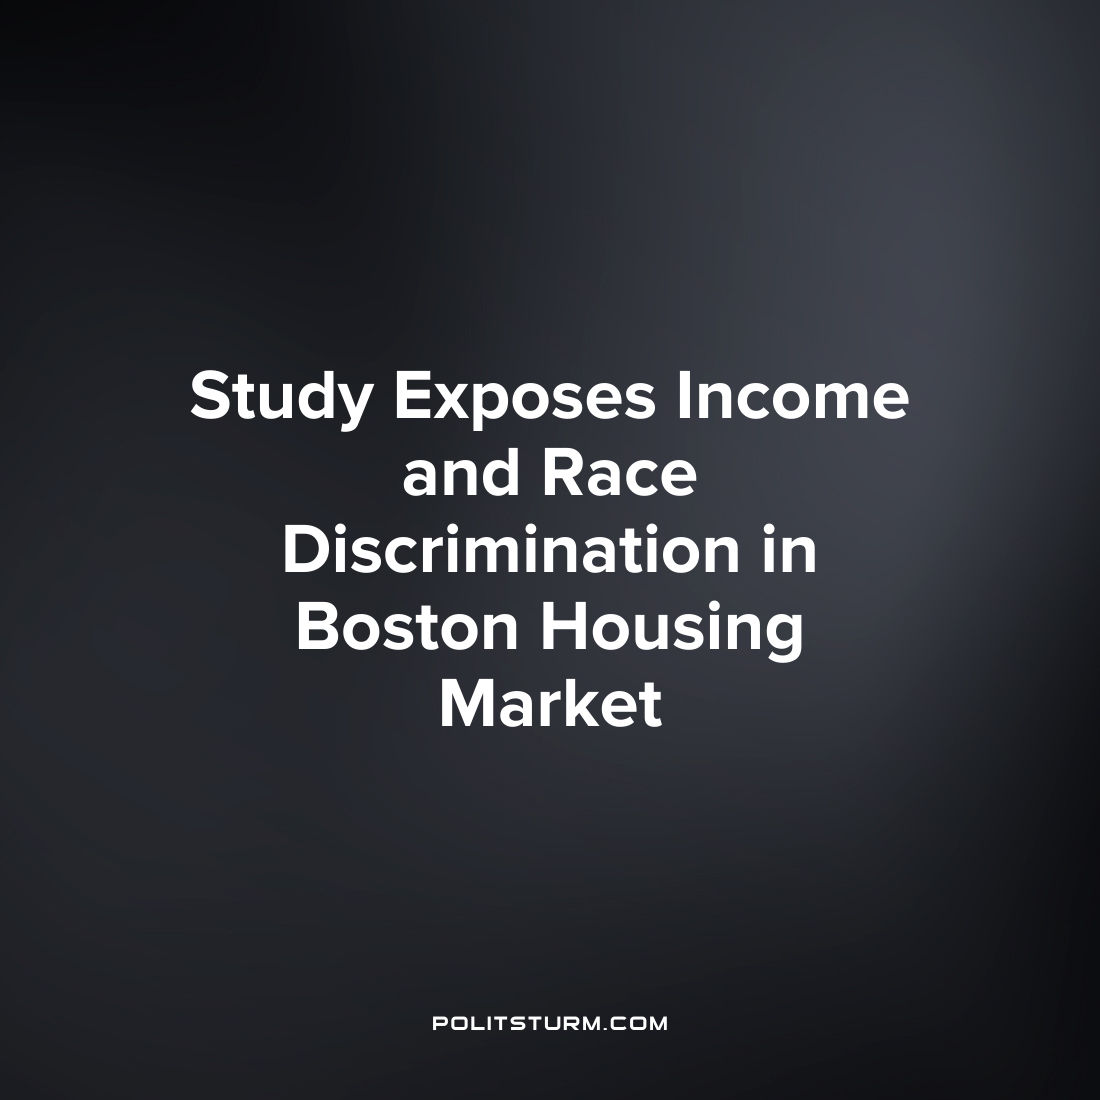 Study Exposes Income
and Race
Discrimination in
Boston Housing
Market
POLITSTURM.COM